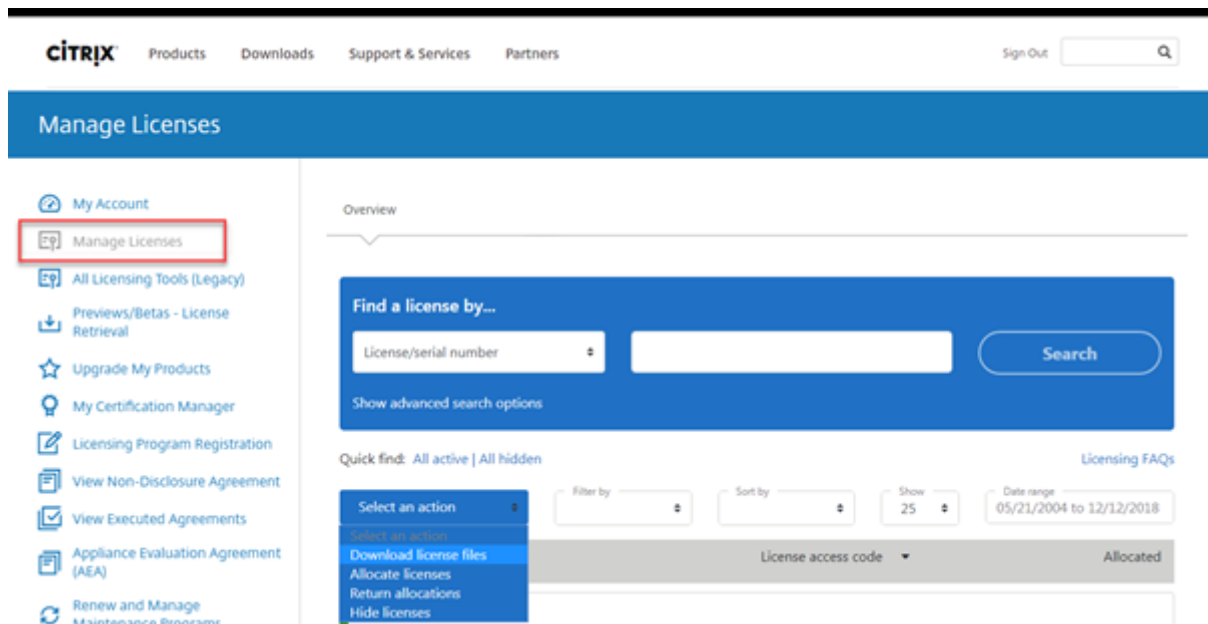 CİTRIX Products Downloads Support & Services Partners Sign Out
Manage Licenses
My Account
Manage Licenses
All Licensing Tools (Legacy)
Previews/Betas - License
Retrieval
Upgrade My Products
My Certification Manager
Licensing Program Registration
View Non-Disclosure Agreement
View Executed Agreements
Appliance Evaluation Agreement
(AEA)
Renew and Manage
Maintenance Programs
Overview
Find a license by...
License/serial number Search
Show advanced search options
Quick find: All active | All hidden Licensing FAQs
Select an action Filter by Sort by Show 25 Date range 05/21/2004 to 12/12/2018
Select an action
Download license files
Allocate licenses
Return allocations
Hide licenses
License access code Allocated